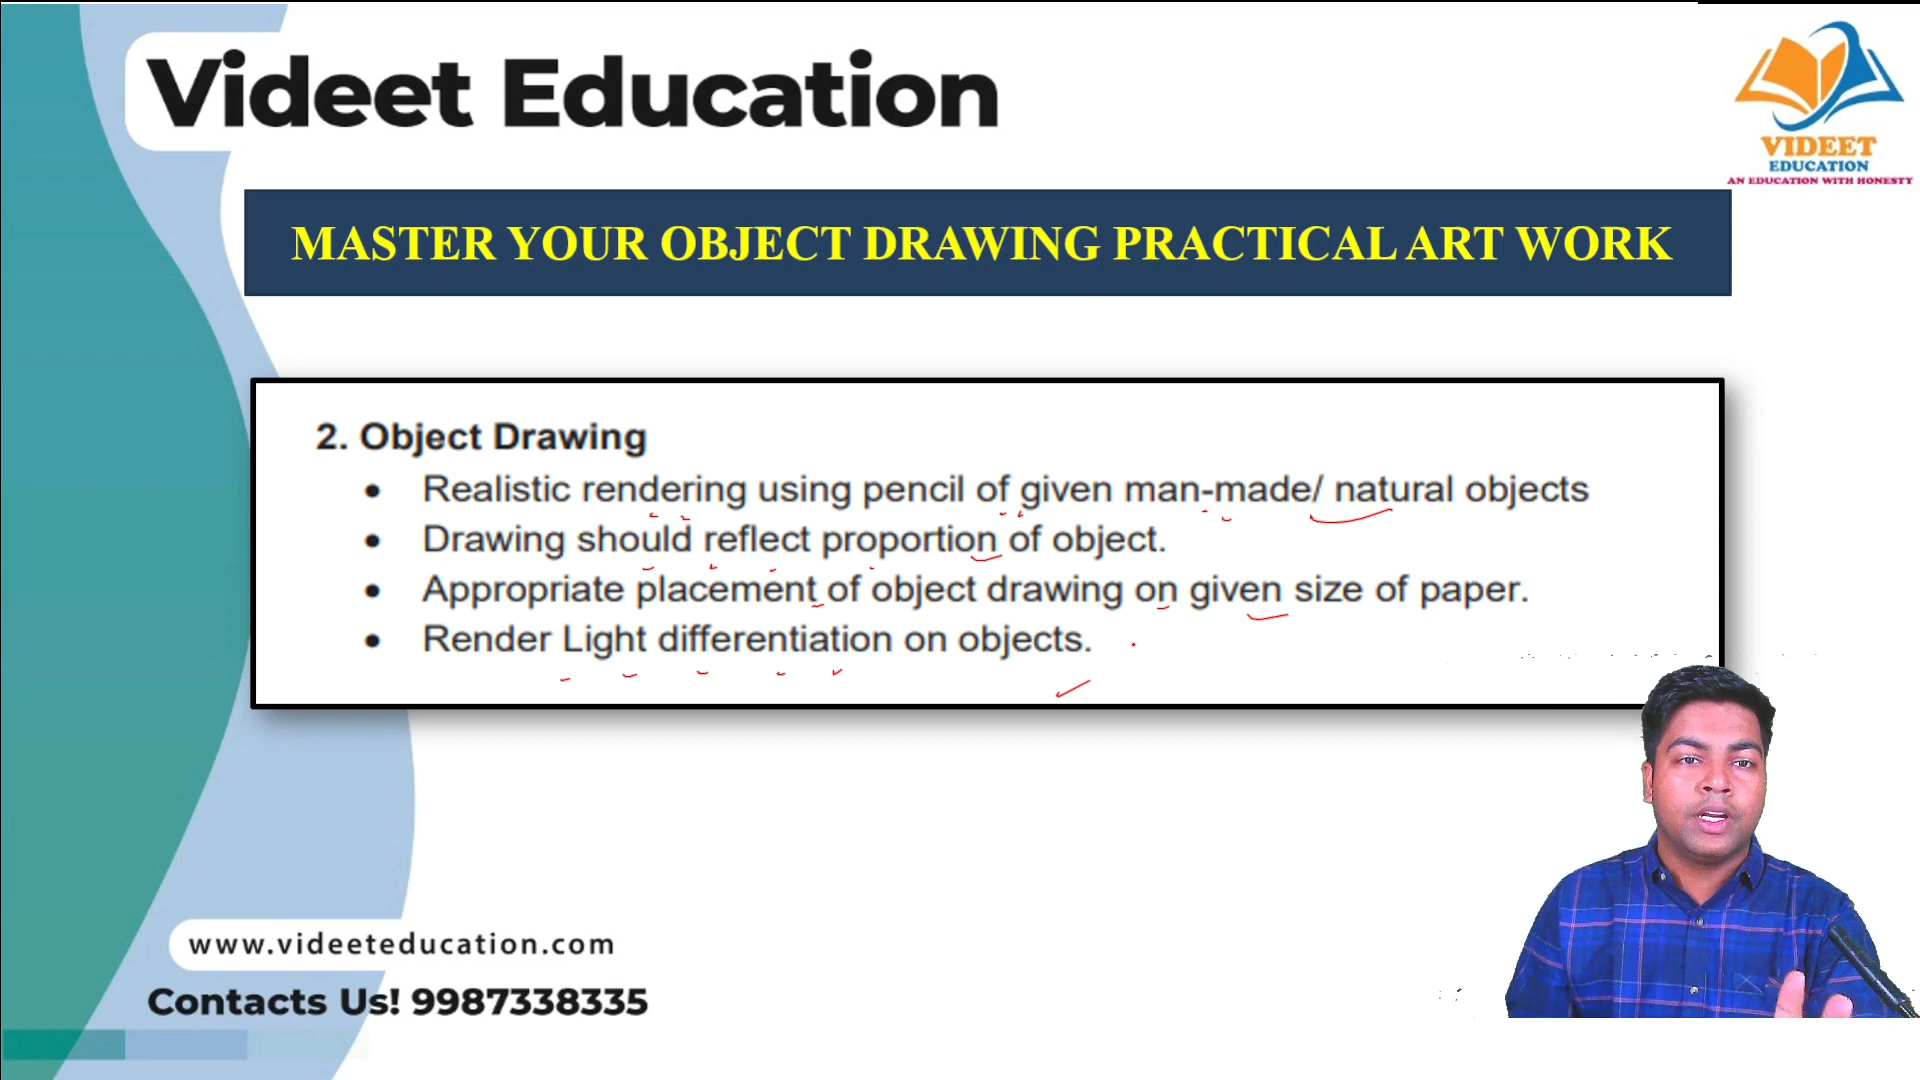 Videet Education
VIDEET
EDUCATION
AN EDUCATION WITH HONESTY
MASTER YOUR OBJECT DRAWING PRACTICAL ART WORK
2. Object Drawing
• Realistic rendering using pencil of given man-made/ natural objects
• Drawing should reflect proportion of object.
• Appropriate placement of object drawing on given size of paper.
• Render Light differentiation on objects.
www.videeteducation.com
Contacts Us! 9987338335